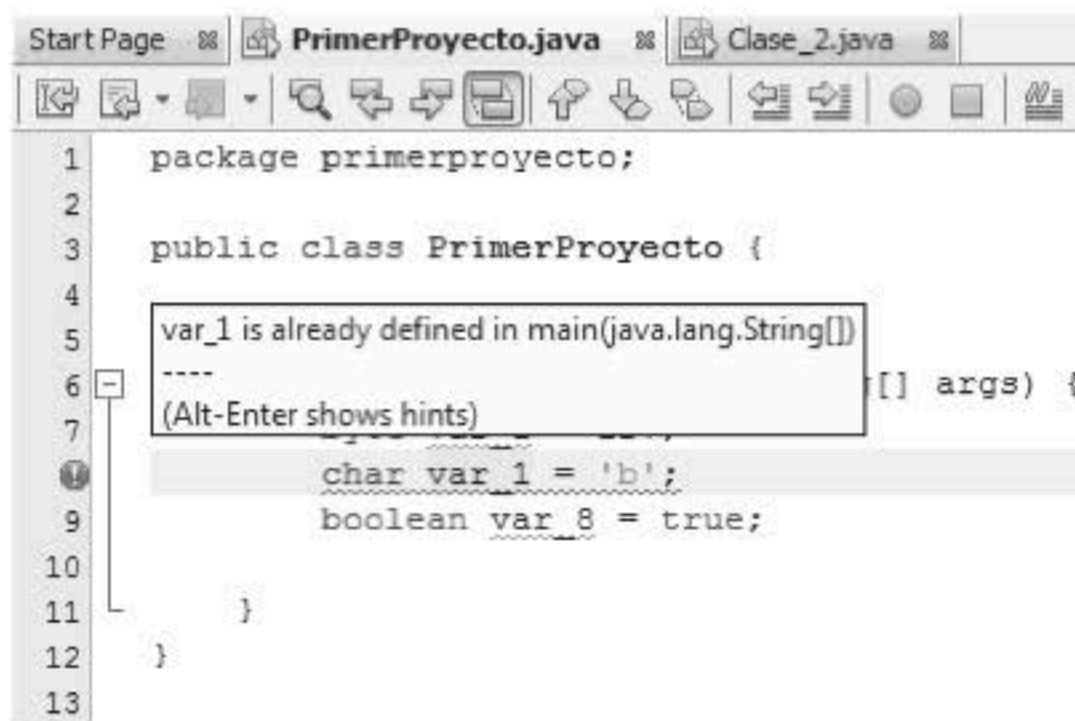 Start Page PrimerProyecto.java Clase_2.java
1 package primerproyecto;
2
3 public class PrimerProyecto {
4
5 var_1 is already defined in main(java.lang.String[])
----
6 [] args) {
(Alt-Enter shows hints)
7
char var_1 = 'b';
9 boolean var_8 = true;
10
11 }
12 }
13